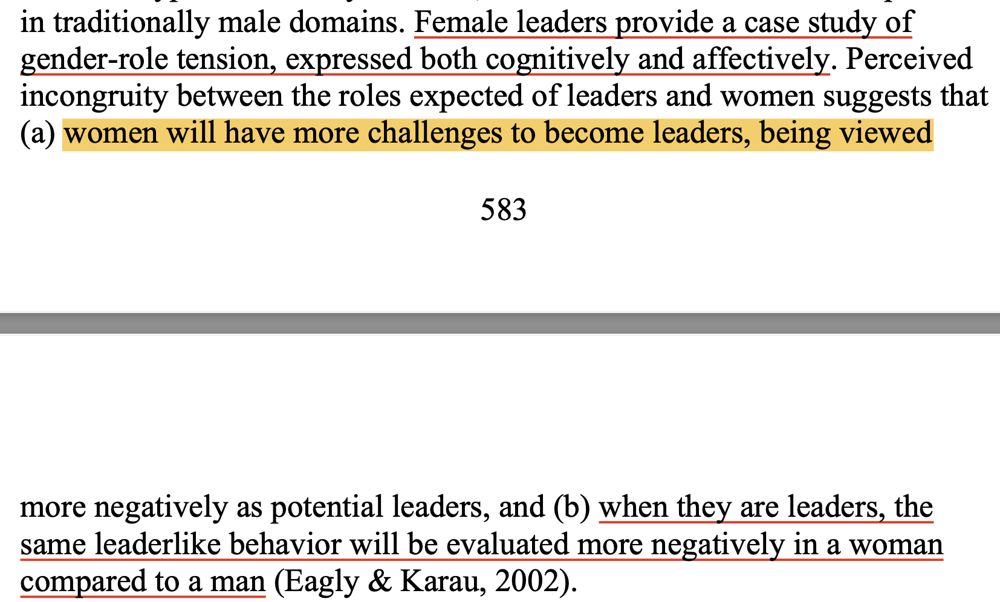 in traditionally male domains. Female leaders provide a case study of
gender-role tension, expressed both cognitively and affectively. Perceived
incongruity between the roles expected of leaders and women suggests that
(a) women will have more challenges to become leaders, being viewed
583
more negatively as potential leaders, and (b) when they are leaders, the
same leaderlike behavior will be evaluated more negatively in a woman
compared to a man (Eagly & Karau, 2002).